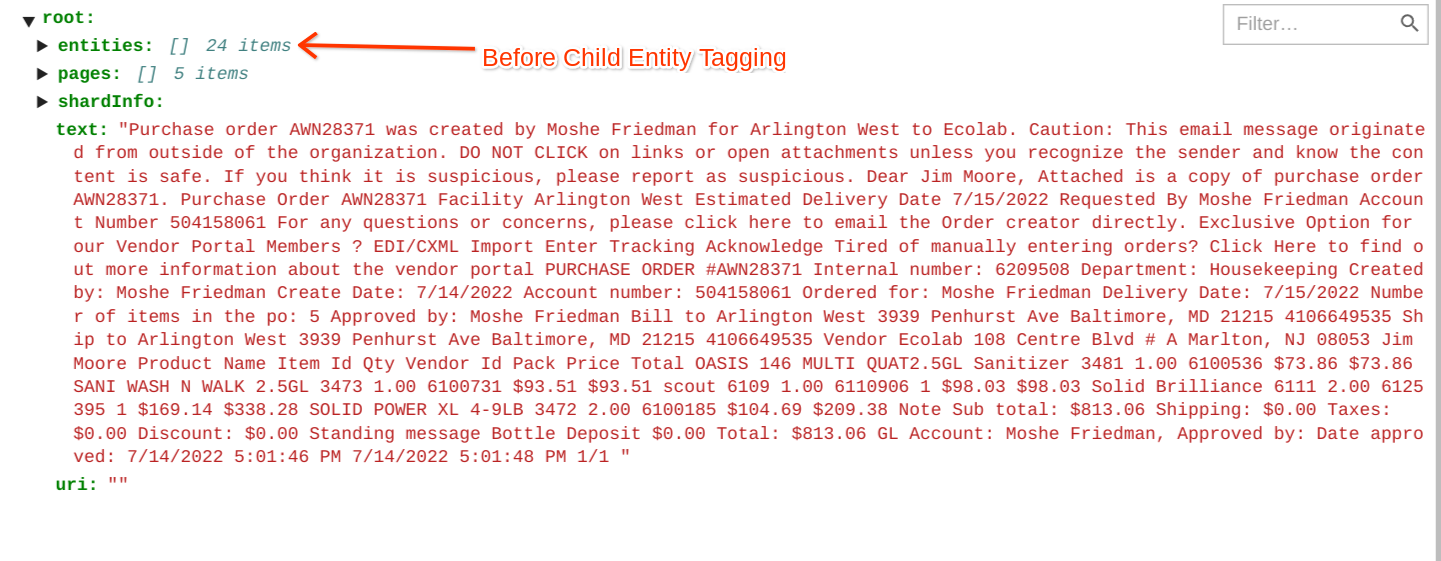 root:
Filter…
entities: [] 24 items
Before Child Entity Tagging
pages: [] 5 items
shardInfo:
text: "Purchase order AWN28371 was created by Moshe Friedman for Arlington West to Ecolab. Caution: This email message originate
d from outside of the organization. DO NOT CLICK on links or open attachments unless you recognize the sender and know the con
tent is safe. If you think it is suspicious, please report as suspicious. Dear Jim Moore, Attached is a copy of purchase order
AWN28371. Purchase Order AWN28371 Facility Arlington West Estimated Delivery Date 7/15/2022 Requested By Moshe Friedman Accoun
t Number 504158061 For any questions or concerns, please click here to email the Order creator directly. Exclusive Option for
our Vendor Portal Members ? EDI/CXML Import Enter Tracking Acknowledge Tired of manually entering orders? Click Here to find o
ut more information about the vendor portal PURCHASE ORDER #AWN28371 Internal number: 6209508 Department: Housekeeping Created
by: Moshe Friedman Create Date: 7/14/2022 Account number: 504158061 Ordered for: Moshe Friedman Delivery Date: 7/15/2022 Numbe
r of items in the po: 5 Approved by: Moshe Friedman Bill to Arlington West 3939 Penhurst Ave Baltimore, MD 21215 4106649535 Sh
ip to Arlington West 3939 Penhurst Ave Baltimore, MD 21215 4106649535 Vendor Ecolab 108 Centre Blvd # A Marlton, NJ 08053 Jim
Moore Product Name Item Id Qty Vendor Id Pack Price Total OASIS 146 MULTI QUAT2.5GL Sanitizer 3481 1.00 6100536 $73.86 $73.86
SANI WASH N WALK 2.5GL 3473 1.00 6100731 $93.51 $93.51 scout 6109 1.00 6110906 1 $98.03 $98.03 Solid Brilliance 6111 2.00 6125
395 1 $169.14 $338.28 SOLID POWER XL 4-9LB 3472 2.00 6100185 $104.69 $209.38 Note Sub total: $813.06 Shipping: $0.00 Taxes:
$0.00 Discount: $0.00 Standing message Bottle Deposit $0.00 Total: $813.06 GL Account: Moshe Friedman, Approved by: Date appro
ved: 7/14/2022 5:01:46 PM 7/14/2022 5:01:48 PM 1/1 "
uri: ""